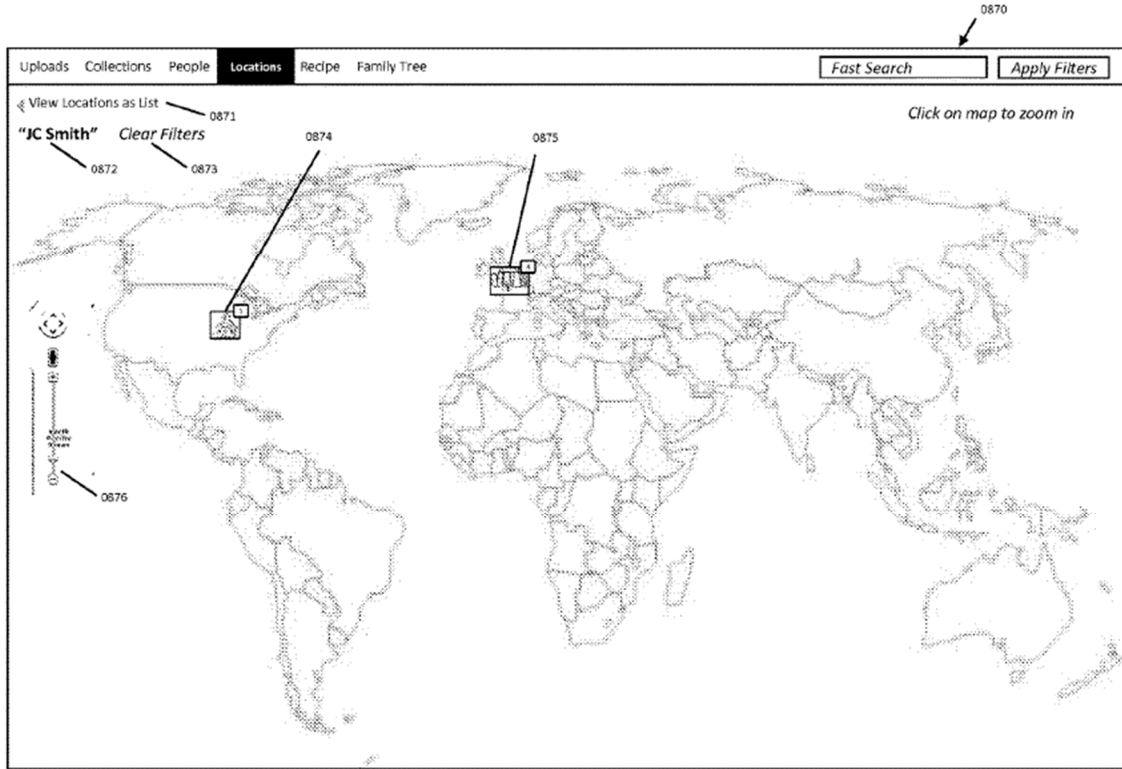 0870
Uploads Collections People Locations Recipe Family Tree Fast Search Apply Filters
View Locations as List 0871 Click on map to zoom in
"JC Smith" Clear Filters 0874 0875
0872 0873
0876